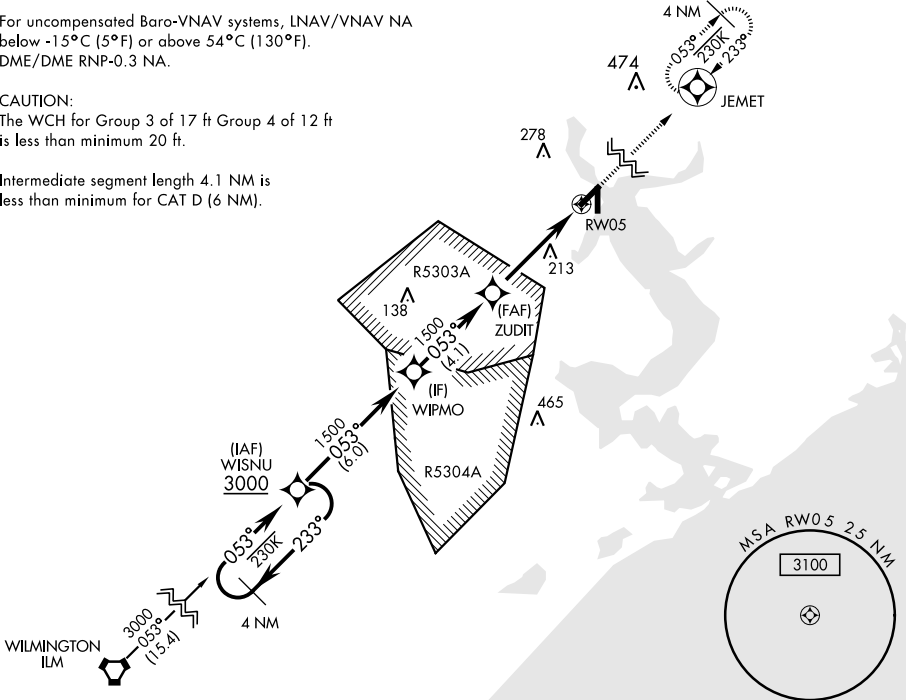 For uncompensated Baro-VNAV systems, LNAV/VNAV NA
below -15°C (5°F) or above 54°C (130°F).
DME/DME RNP-0.3 NA.
CAUTION:
The WCH for Group 3 of 17 ft Group 4 of 12 ft
is less than minimum 20 ft.
Intermediate segment length 4.1 NM is
less than minimum for CAT D (6 NM).
4 NM
053°
230K
233°
474
JEMET
278
RW05
213
R5303A
138
(FAF)
ZUDIT
1500
053°
(4.1)
(IF)
WIPMO
465
R5304A
1500
053°
(6.0)
(IAF)
WISNU
3000
053°
230K
233°
4 NM
3000
053°
(15.4)
WILMINGTON
ILM
MSA RW05 25 NM
3100